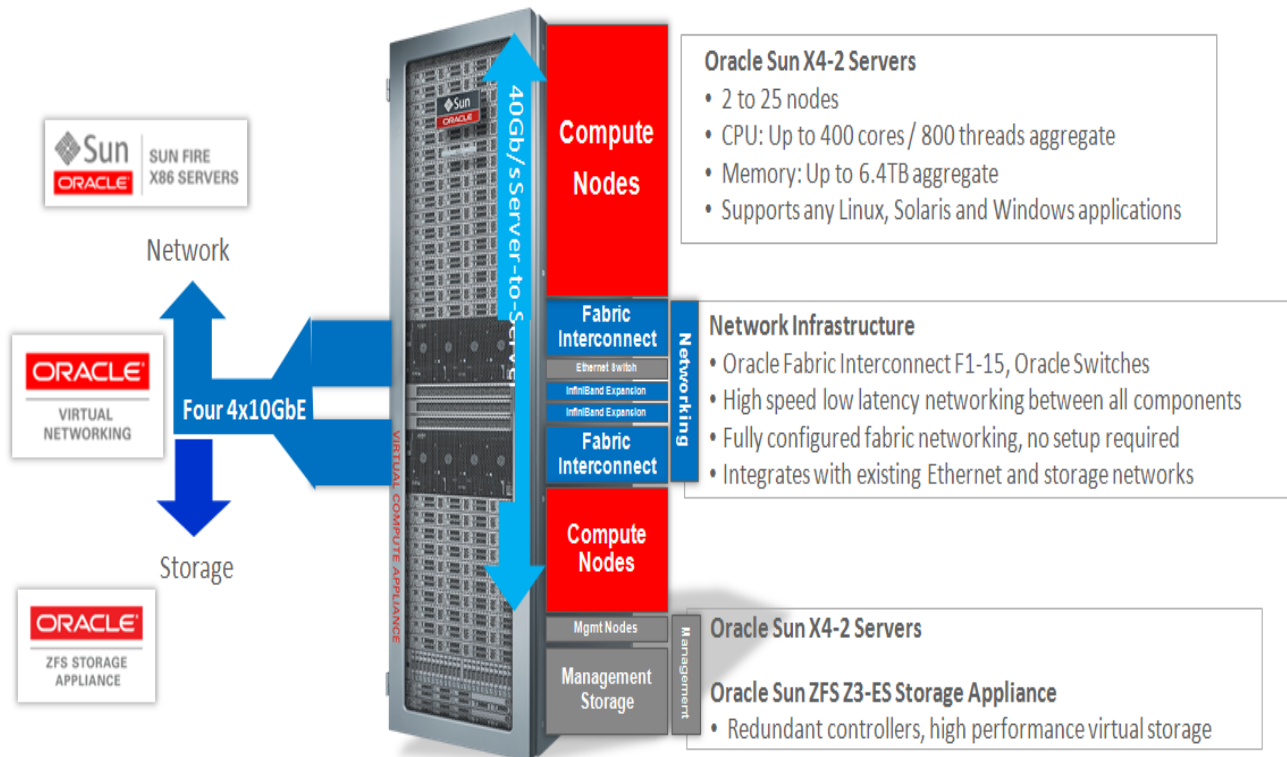 Sun
ORACLE
SUN FIRE
X86 SERVERS
Network
ORACLE
VIRTUAL
NETWORKING
Four 4x10GbE
Storage
ORACLE
ZFS STORAGE
APPLIANCE
Sun
ORACLE
VIRTUAL COMPUTE APPLIANCE
40Gb/sServer-to-Server
Compute
Nodes
Fabric
Interconnect
Ethernet Switch
InfiniBand Expansion
InfiniBand Expansion
Fabric
Interconnect
Networking
Compute
Nodes
Mgmt Nodes
Management
Storage
Management
Oracle Sun X4-2 Servers
• 2 to 25 nodes
• CPU: Up to 400 cores / 800 threads aggregate
• Memory: Up to 6.4TB aggregate
• Supports any Linux, Solaris and Windows applications
Network Infrastructure
• Oracle Fabric Interconnect F1-15, Oracle Switches
• High speed low latency networking between all components
• Fully configured fabric networking, no setup required
• Integrates with existing Ethernet and storage networks
Oracle Sun X4-2 Servers
Oracle Sun ZFS Z3-ES Storage Appliance
• Redundant controllers, high performance virtual storage